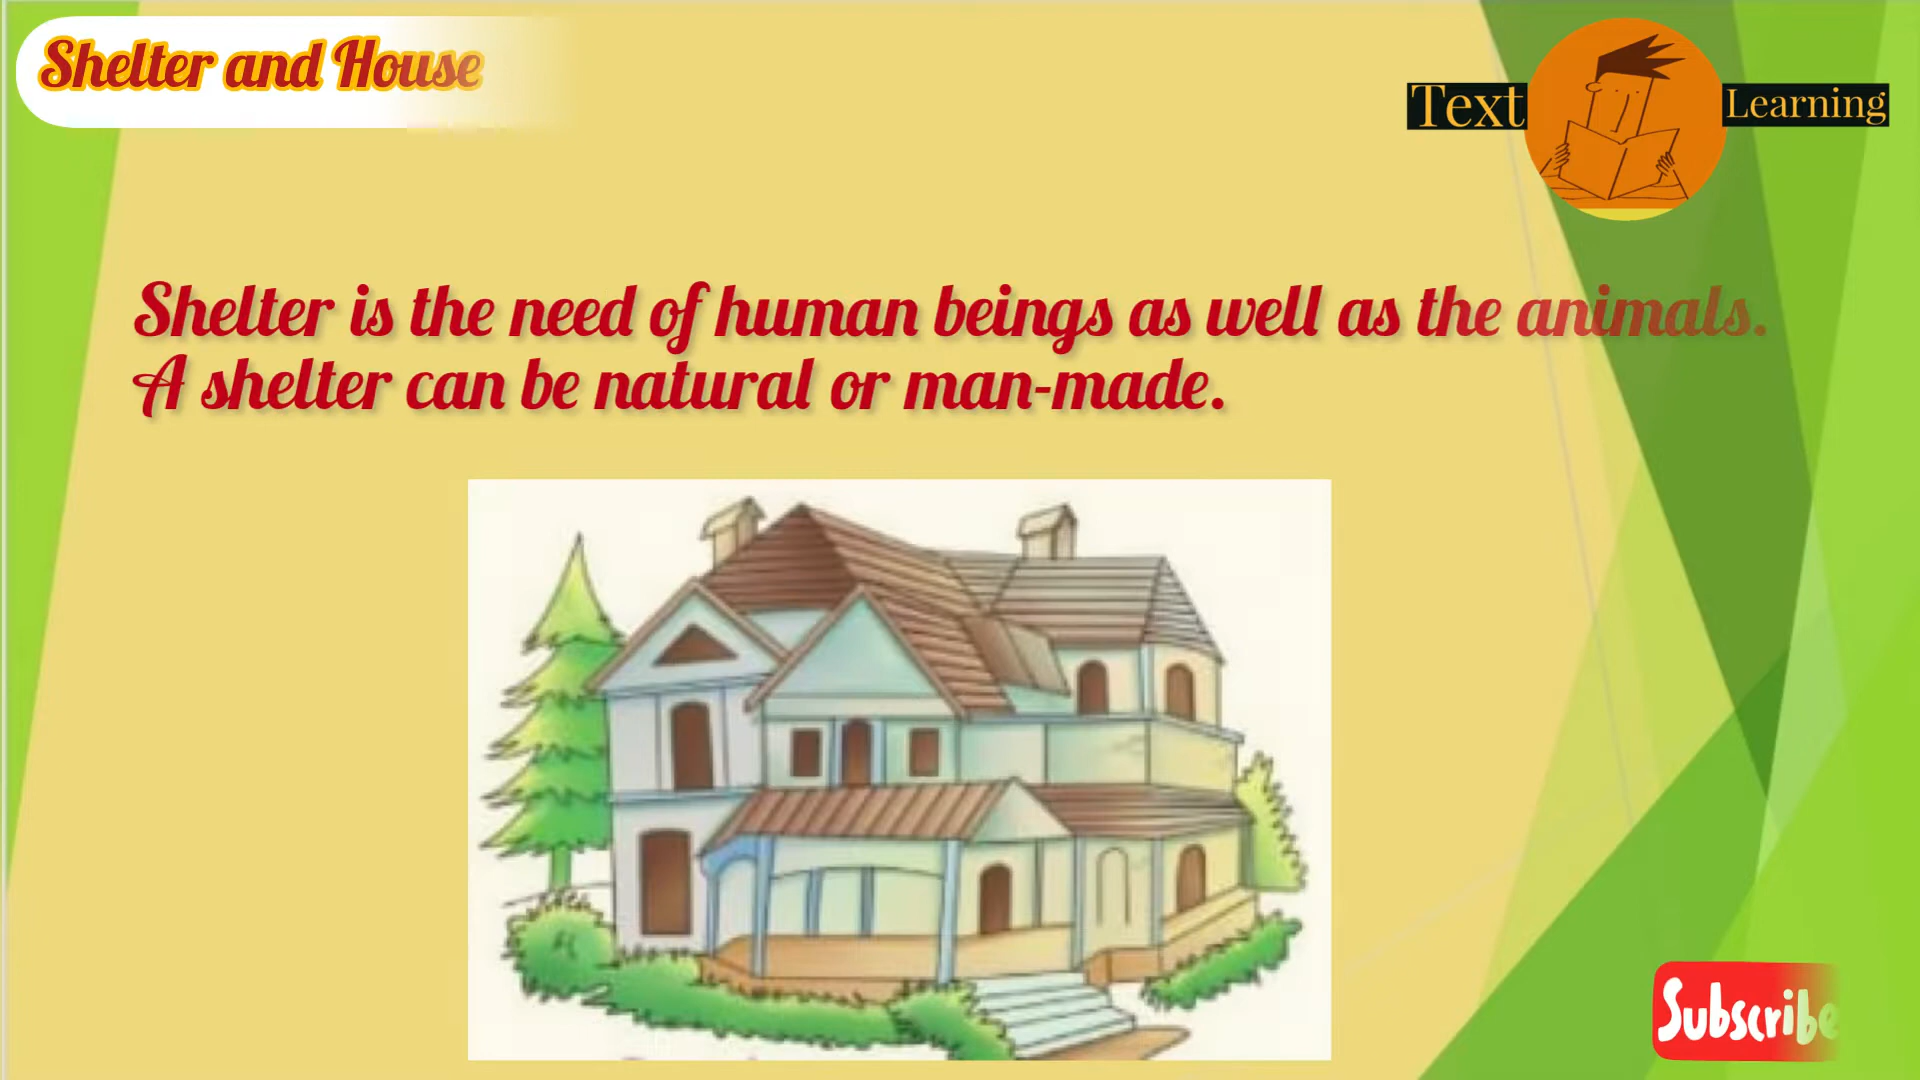 Shelter and House
Text Learning
Shelter is the need of human beings as well as the animals.
A shelter can be natural or man-made.
Subscribe